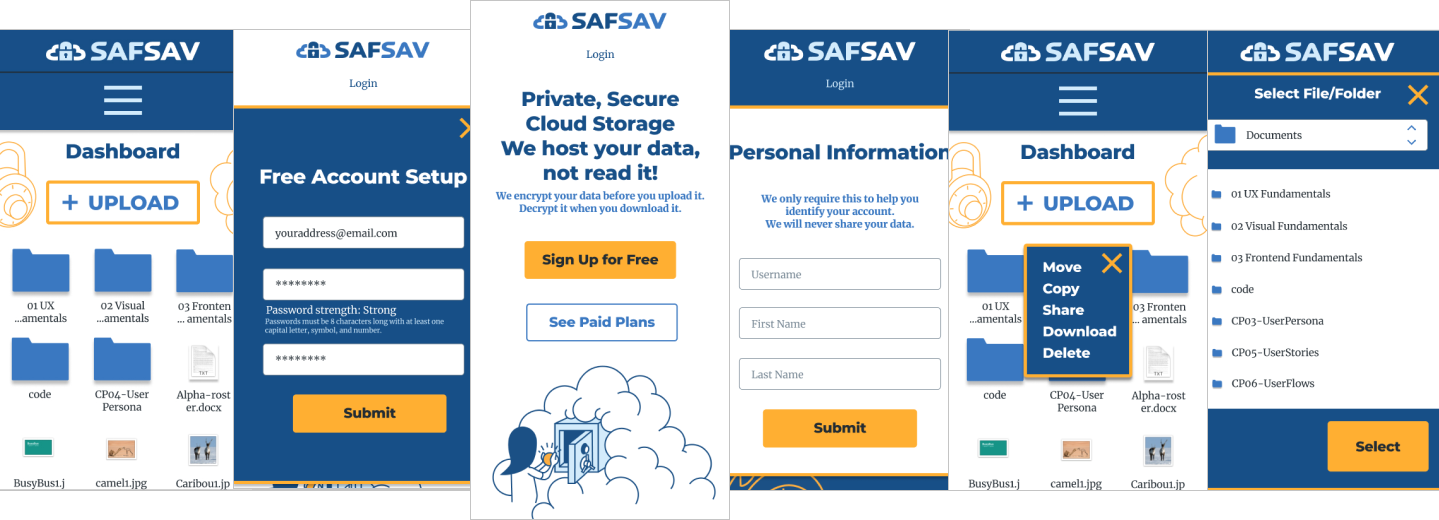 SAFSAV
Dashboard
+ UPLOAD
01 UX
...amentals
02 Visual
...amentals
03 Fronten
... amentals
code
CP04-User
Persona
TXT
Alpha-rost
er.docx
BusyBus1.j
camel1.jpg
Caribou1.jp
SAFSAV
Login
Free Account Setup
youraddress@email.com
********
Password strength: Strong
Passwords must be 8 characters long with at least one
capital letter, symbol, and number.
********
Submit
SAFSAV
Login
Private, Secure
Cloud Storage
We host your data,
not read it!
We encrypt your data before you upload it.
Decrypt it when you download it.
Sign Up for Free
See Paid Plans
SAFSAV
Login
Personal Information
We only require this to help you
identify your account.
We will never share your data.
Username
First Name
Last Name
Submit
SAFSAV
Dashboard
+ UPLOAD
Move
Copy
Share
Download
Delete
01 UX
...amentals
03 Fronten
... amentals
code
CP04-User
Persona
TXT
Alpha-rost
er.docx
BusyBus1.j
camel1.jpg
Caribou1.jp
SAFSAV
Select File/Folder
Documents
01 UX Fundamentals
02 Visual Fundamentals
03 Frontend Fundamentals
code
CP03-UserPersona
CP05-UserStories
CP06-UserFlows
Select